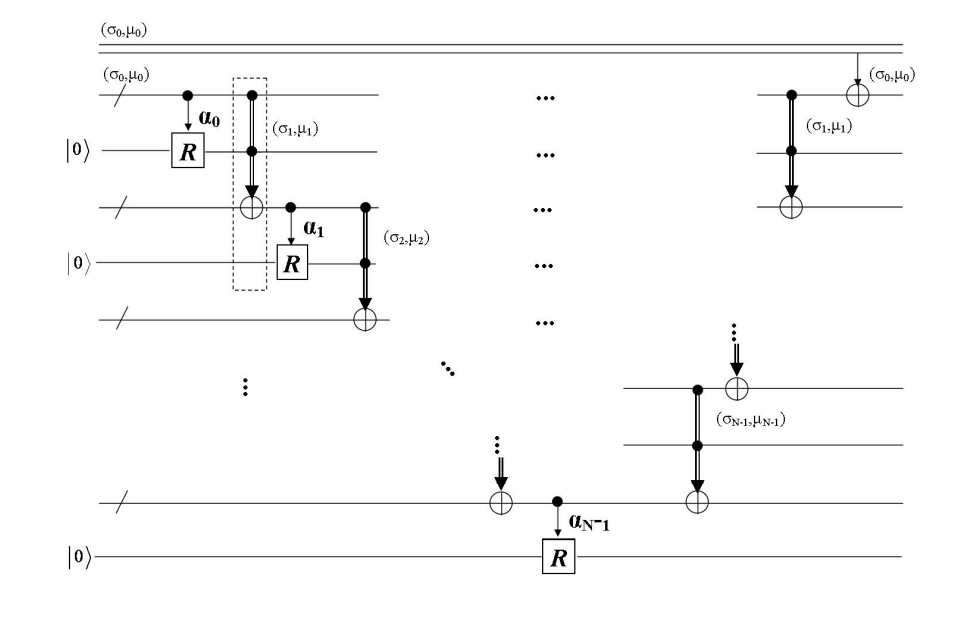 (σ₀,μ₀)
(σ₀,μ₀) (σ₀,μ₀)
α₀
(σ₁,μ₁) (σ₁,μ₁)
|0⟩ R
α₁
(σ₂,μ₂)
|0⟩ R
(σN-1,μN-1)
αN-1
|0⟩ R